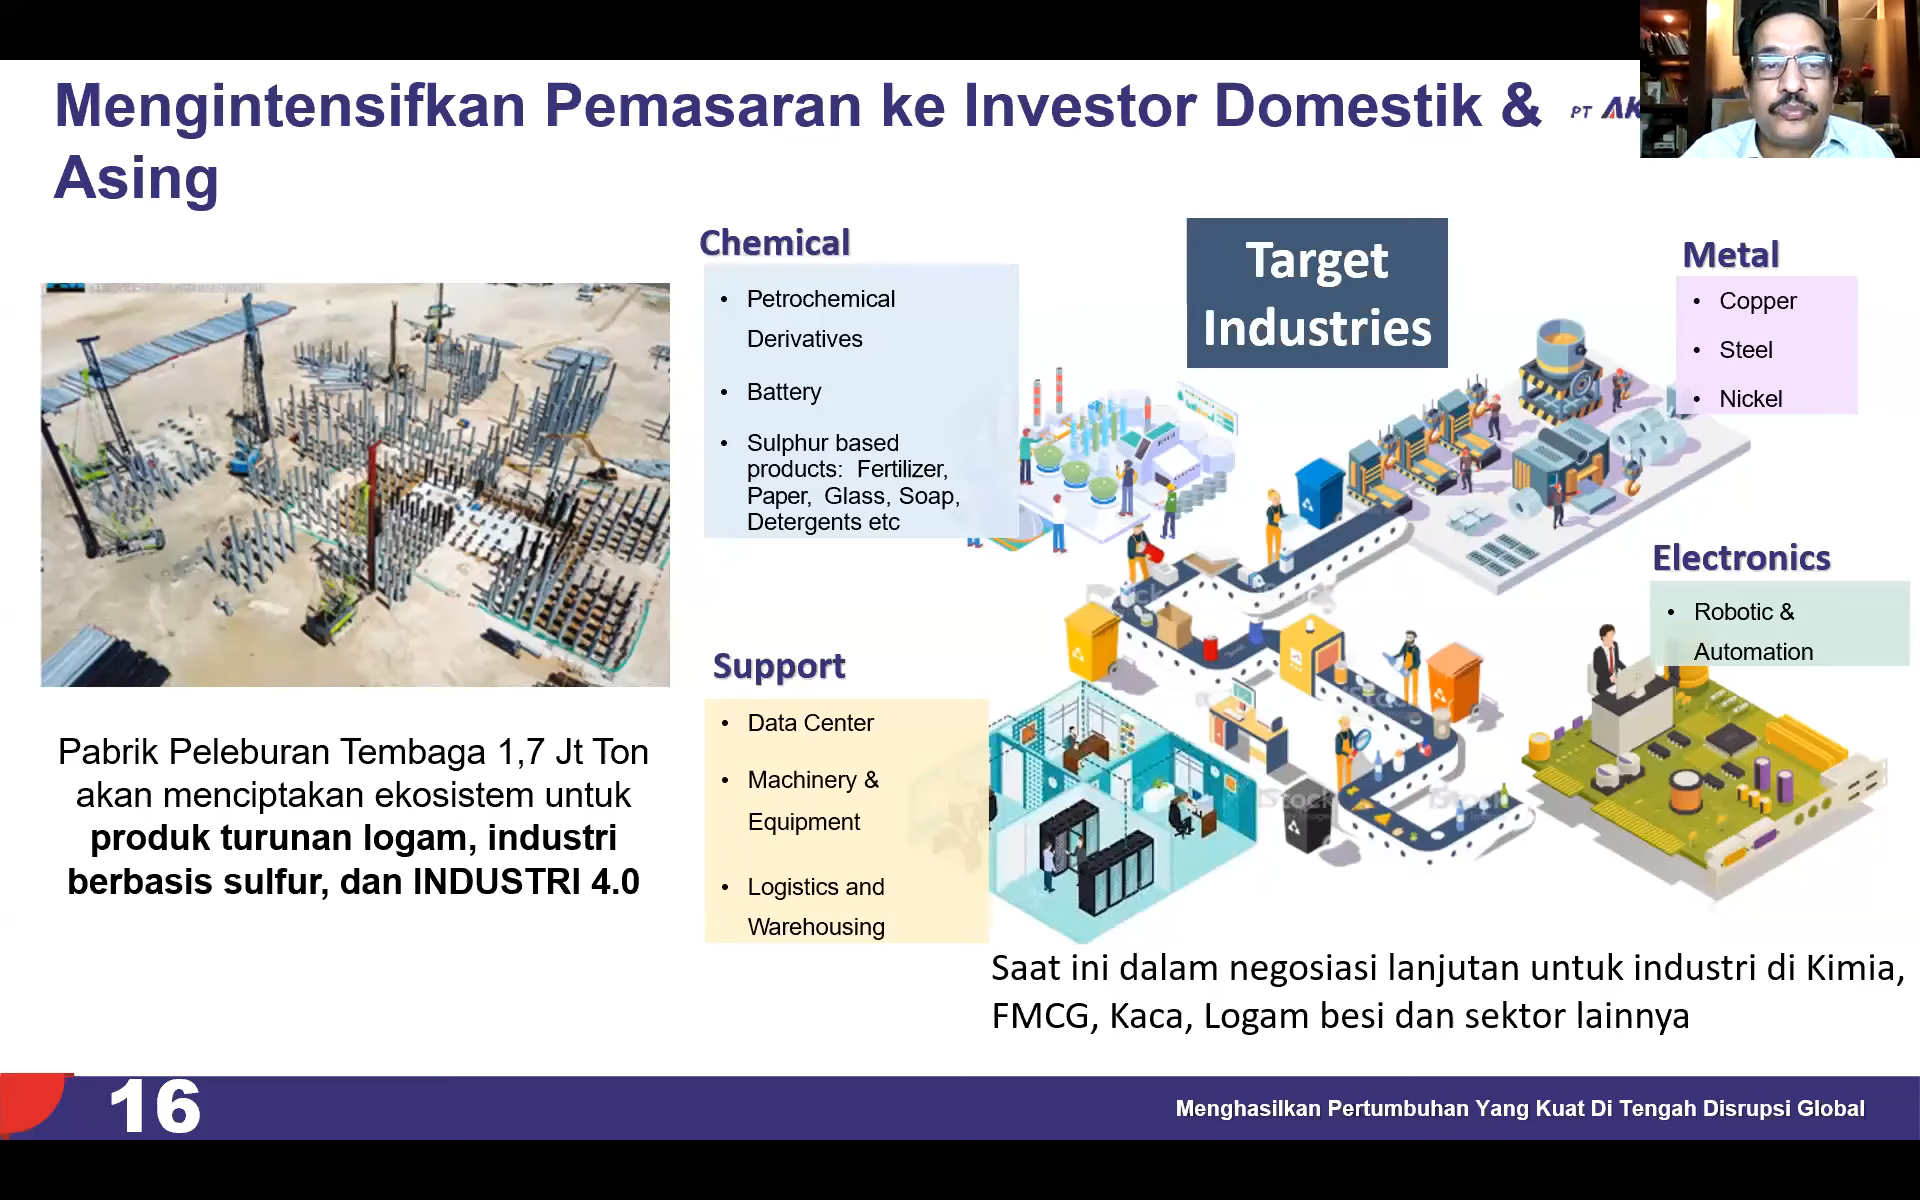 Mengintensifkan Pemasaran ke Investor Domestik &
Asing
PT AK
Chemical
• Petrochemical
Derivatives
• Battery
• Sulphur based
products: Fertilizer,
Paper, Glass, Soap,
Detergents etc
Target
Industries
Metal
• Copper
• Steel
• Nickel
Electronics
• Robotic &
Automation
Support
• Data Center
• Machinery &
Equipment
• Logistics and
Warehousing
Pabrik Peleburan Tembaga 1,7 Jt Ton
akan menciptakan ekosistem untuk
produk turunan logam, industri
berbasis sulfur, dan INDUSTRI 4.0
Saat ini dalam negosiasi lanjutan untuk industri di Kimia,
FMCG, Kaca, Logam besi dan sektor lainnya
16
Menghasilkan Pertumbuhan Yang Kuat Di Tengah Disrupsi Global